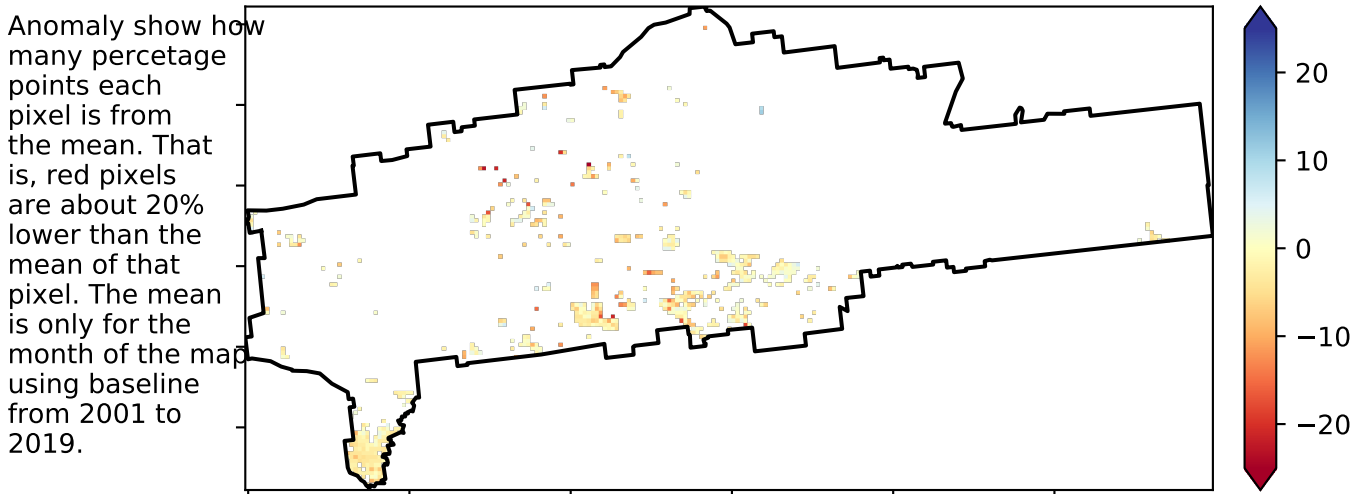 Anomaly show how
many percetage
points each
pixel is from
the mean. That
is, red pixels
are about 20%
lower than the
mean of that
pixel. The mean
is only for the
month of the map
using baseline
from 2001 to
2019.
20
10
0
−10
−20